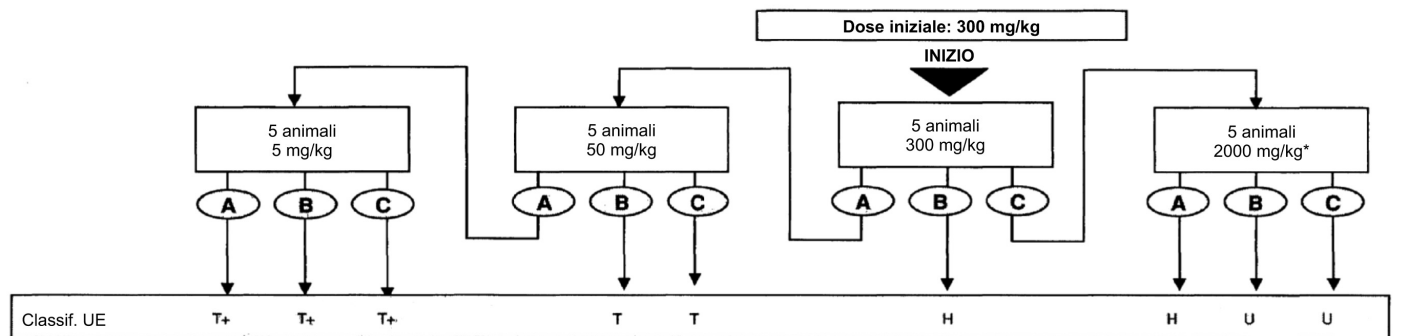 Dose iniziale: 300 mg/kg
INIZIO
5 animali
5 mg/kg
5 animali
50 mg/kg
5 animali
300 mg/kg
5 animali
2000 mg/kg*
A B C A B C A B C A B C
Classif. UE T+ T+ T+ T T H H U U